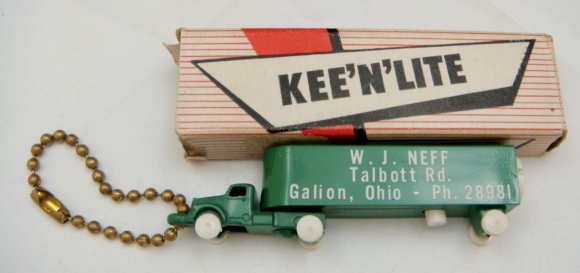 KEE'N'LITE
W. J. NEFF
Talbott Rd.
Galion, Ohio - Ph. 28981